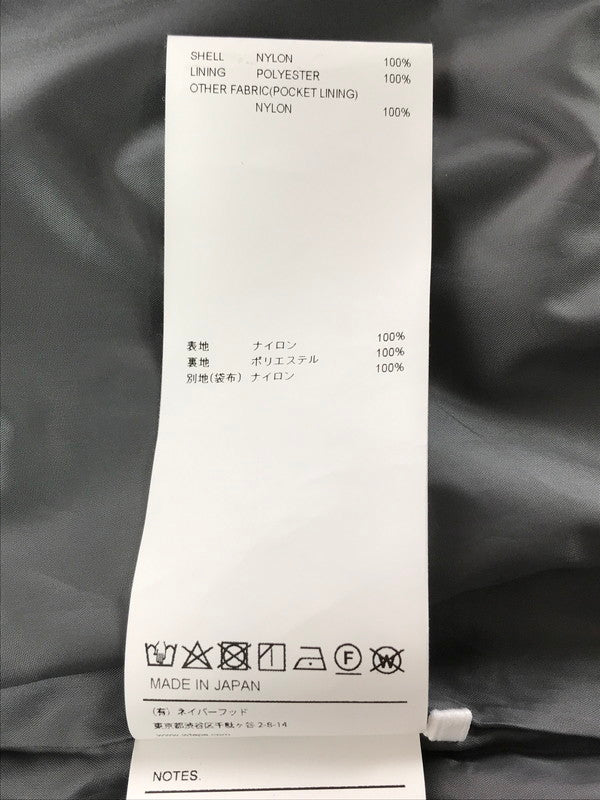 SHELL NYLON 100%
LINING POLYESTER 100%
OTHER FABRIC(POCKET LINING)
NYLON 100%
表地 ナイロン 100%
裏地 ポリエステル 100%
別地(袋布) ナイロン 100%
F W
MADE IN JAPAN
(有) ネイバーフッド
東京都渋谷区千駄ヶ谷 2-8-14
NOTES.